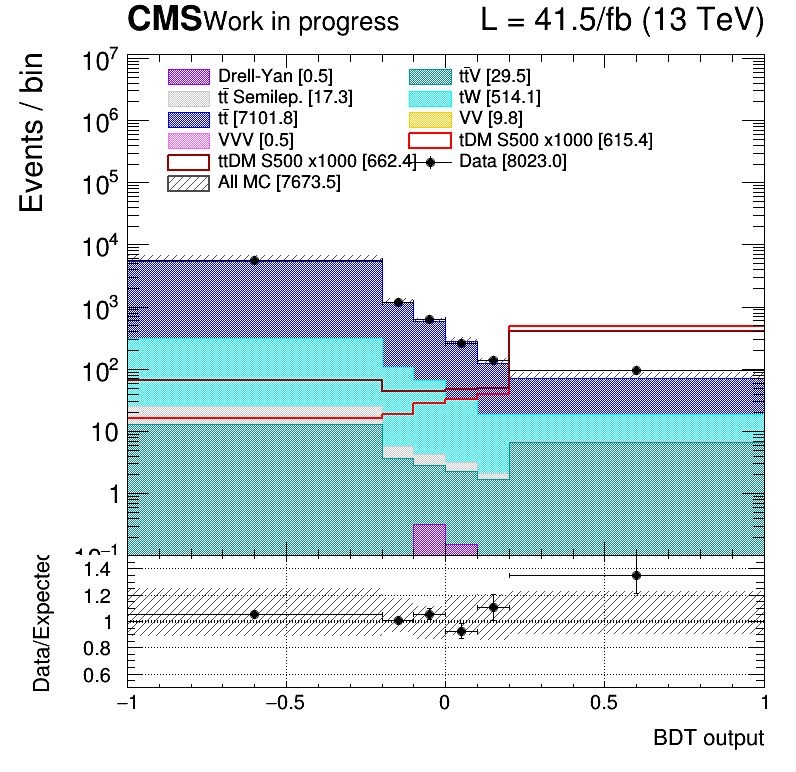 CMS Work in progress L = 41.5/fb (13 TeV)
Events / bin
10⁷
10⁶
10⁵
10⁴
10³
10²
10
1
10⁻¹
Drell-Yan [0.5] tt̄V [29.5]
tt̄ Semilep. [17.3] tW [514.1]
tt̄ [7101.8] VV [9.8]
VVV [0.5] tDM S500 x1000 [615.4]
ttDM S500 x1000 [662.4] Data [8023.0]
All MC [7673.5]
Data/Expected
1.4
1.2
1
0.8
0.6
−1 −0.5 0 0.5 1
BDT output